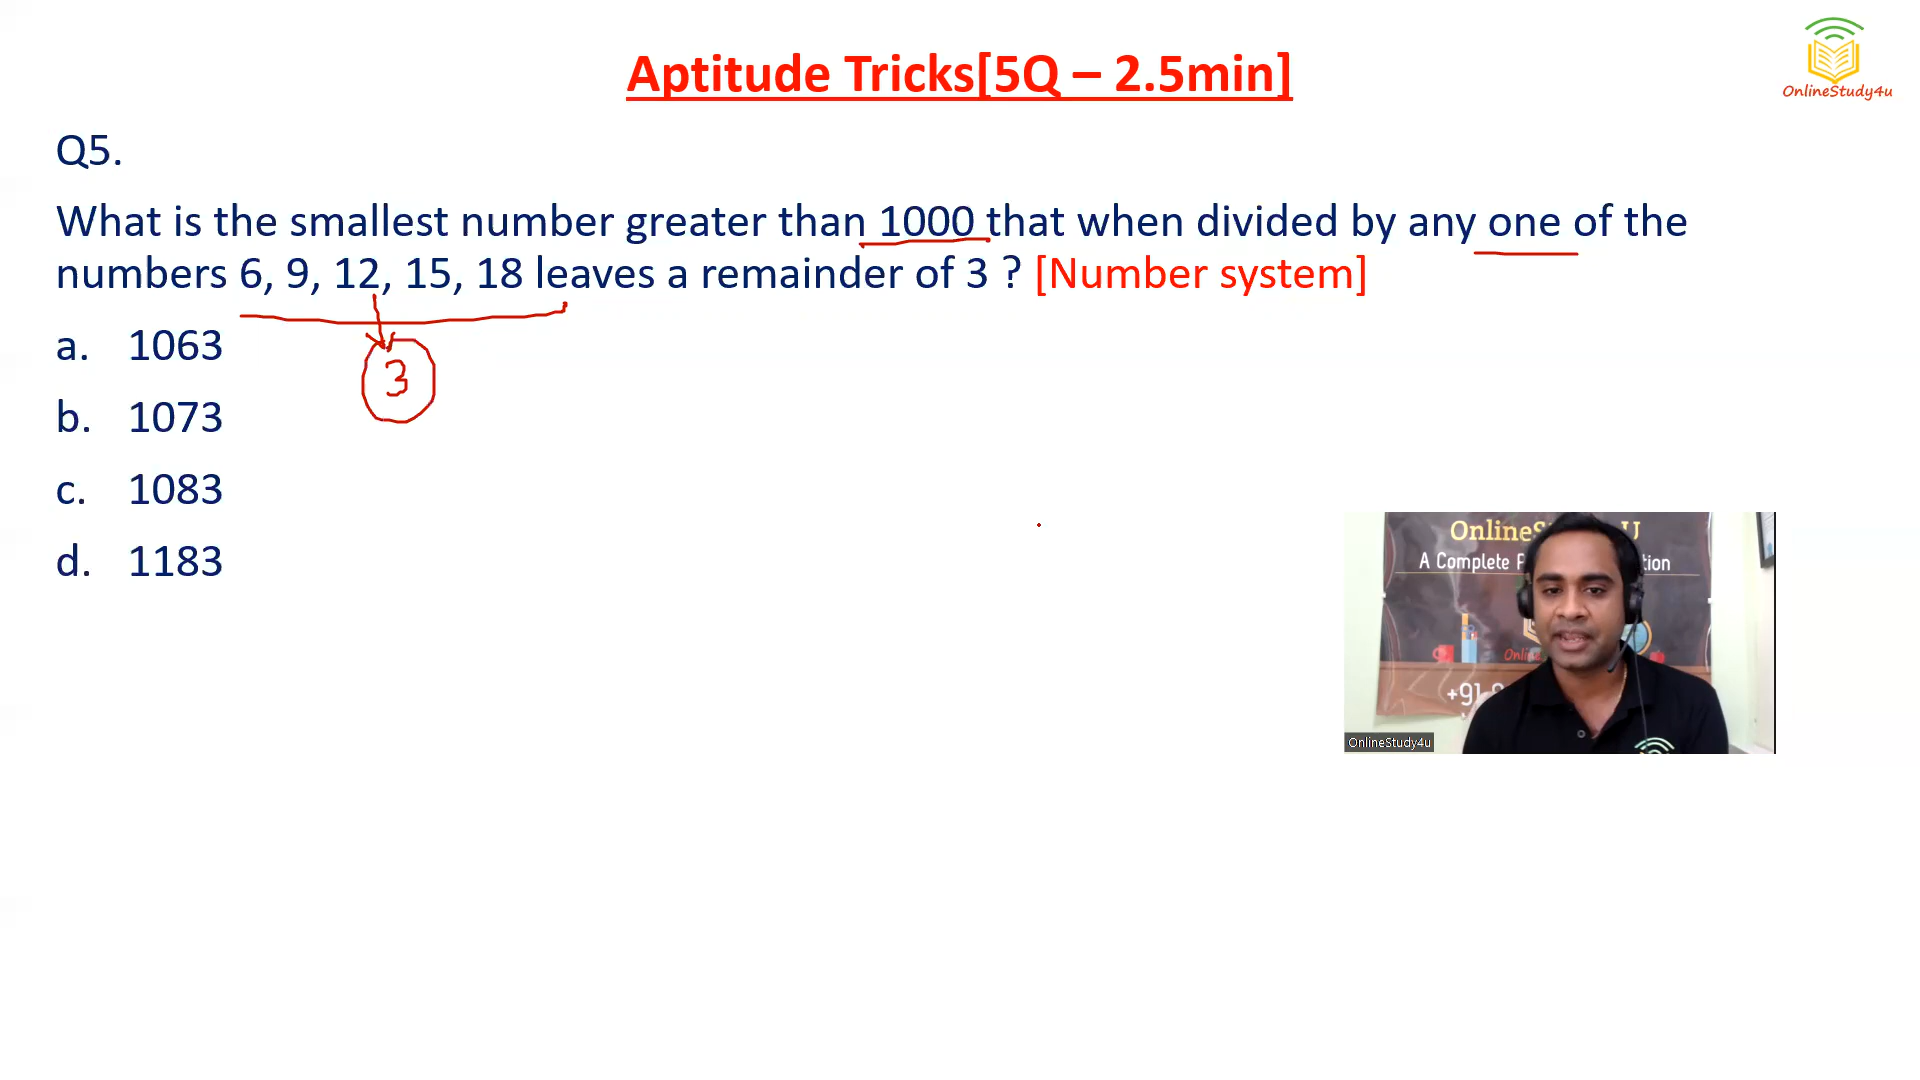 Aptitude Tricks[5Q – 2.5min]
OnlineStudy4u
Q5.
What is the smallest number greater than 1000 that when divided by any one of the
numbers 6, 9, 12, 15, 18 leaves a remainder of 3 ? [Number system]
a. 1063
3
b. 1073
c. 1083
d. 1183
A Complete
OnlineStudy4u